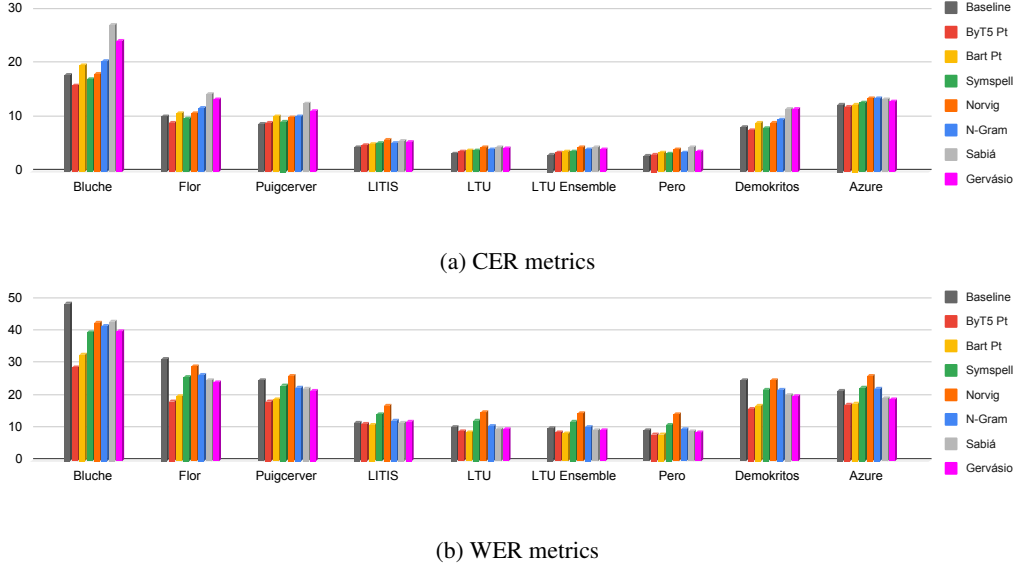 30
20
10
0
Bluche Flor Puigcerver LITIS LTU LTU Ensemble Pero Demokritos Azure
Baseline
ByT5 Pt
Bart Pt
Symspell
Norvig
N-Gram
Sabiá
Gervásio
(a) CER metrics
50
40
30
20
10
0
Bluche Flor Puigcerver LITIS LTU LTU Ensemble Pero Demokritos Azure
Baseline
ByT5 Pt
Bart Pt
Symspell
Norvig
N-Gram
Sabiá
Gervásio
(b) WER metrics